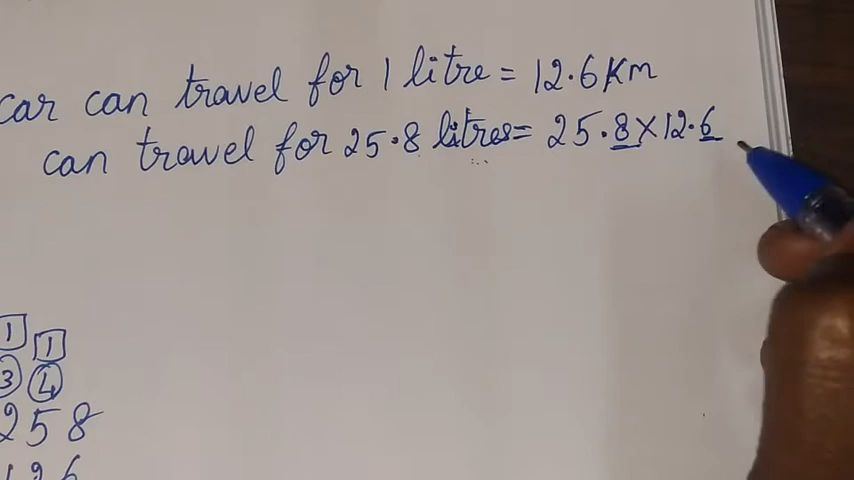 car can travel for 1 litre = 12.6 Km
can travel for 25.8 litres = 25.8 × 12.6
1 1
3 4
258
126